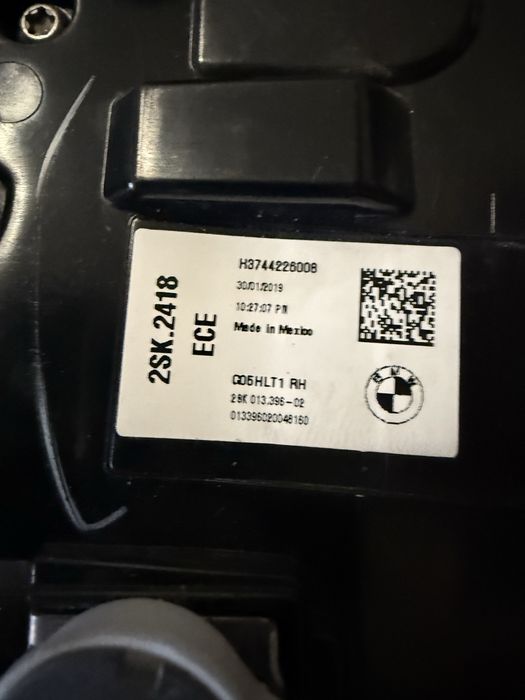 2SK.2418
ECE
H3744226008
30/01/2019
10:27:07 PM
Made in Mexico
G05HLT1 RH
2SK 013.396-02
013396020048160
BMW